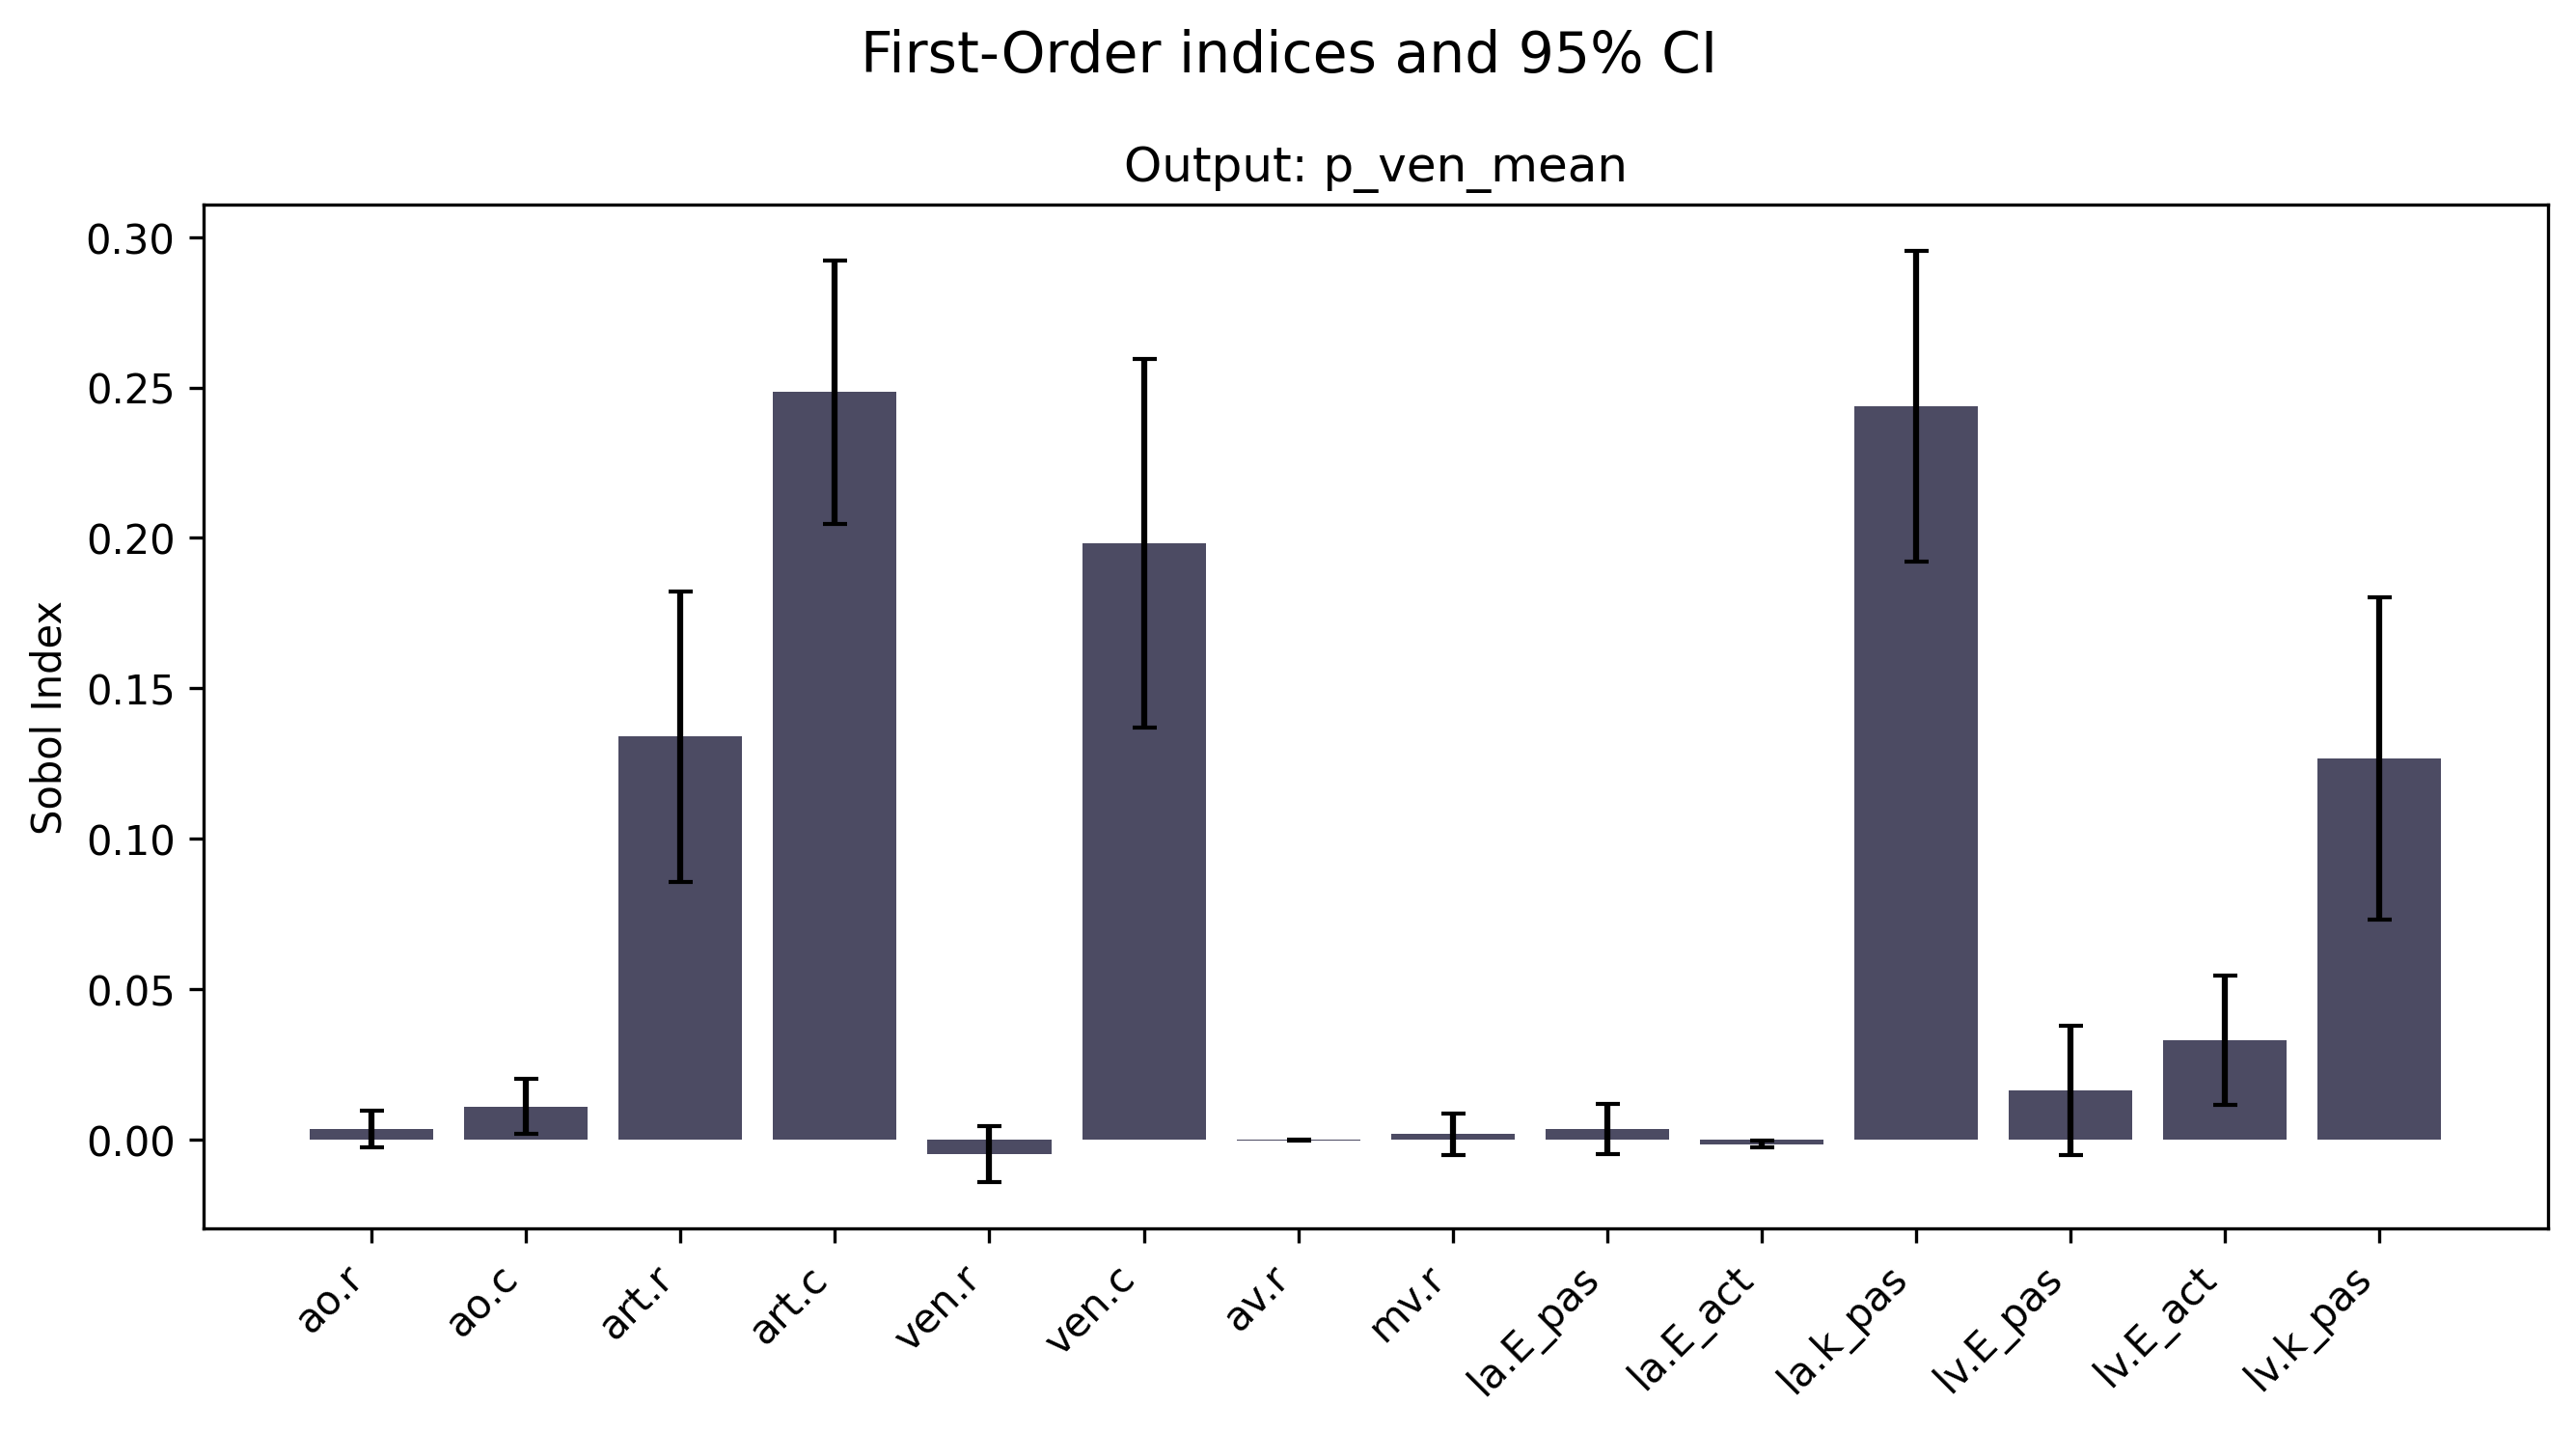 First-Order indices and 95% CI
Output: p_ven_mean
Sobol Index
0.30
0.25
0.20
0.15
0.10
0.05
0.00
ao.r
ao.c
art.r
art.c
ven.r
ven.c
av.r
mv.r
la.E_pas
la.E_act
la.k_pas
lv.E_pas
lv.E_act
lv.k_pas